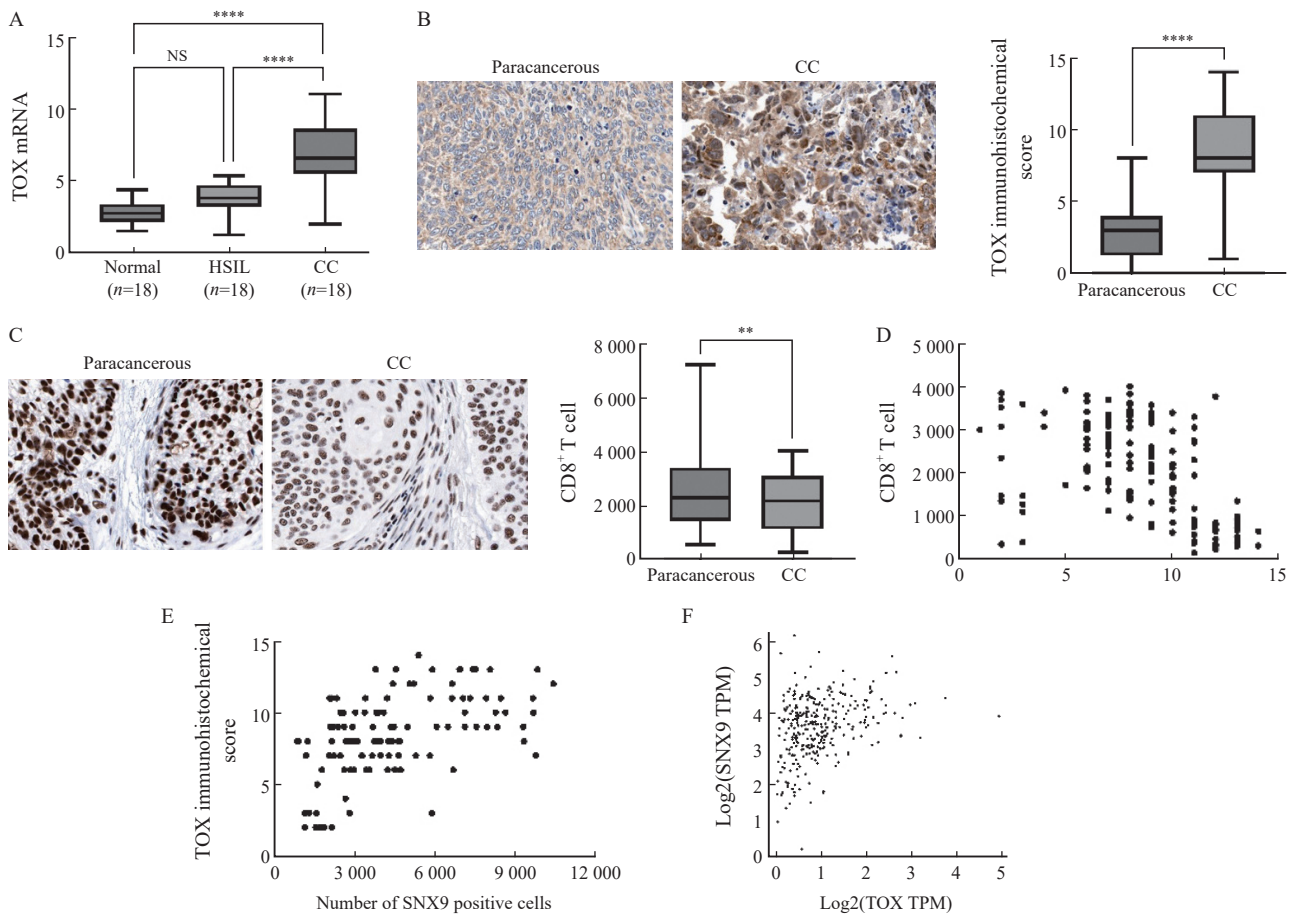 A
****
NS
****
15
10
5
0
TOX mRNA
Normal
(n=18)
HSIL
(n=18)
CC
(n=18)
B
Paracancerous
CC
****
15
10
5
0
TOX immunohistochemical
score
Paracancerous
CC
C
Paracancerous
CC
**
8 000
6 000
4 000
2 000
0
CD8+ T cell
Paracancerous
CC
D
5 000
4 000
3 000
2 000
1 000
0
CD8+ T cell
0
5
10
15
E
15
10
5
0
TOX immunohistochemical
score
0
3 000
6 000
9 000
12 000
Number of SNX9 positive cells
F
6
5
4
3
2
1
0
Log2(SNX9 TPM)
0
1
2
3
4
5
Log2(TOX TPM)